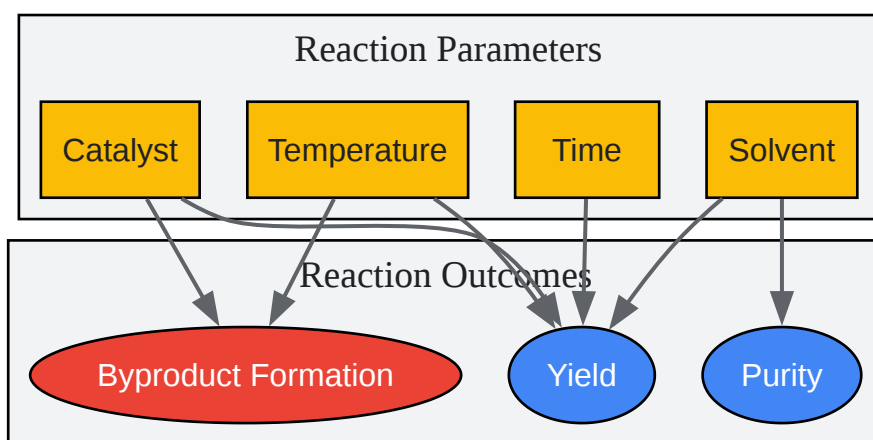 Reaction Parameters
Catalyst
Temperature
Time
Solvent
Reaction Outcomes
Byproduct Formation
Yield
Purity